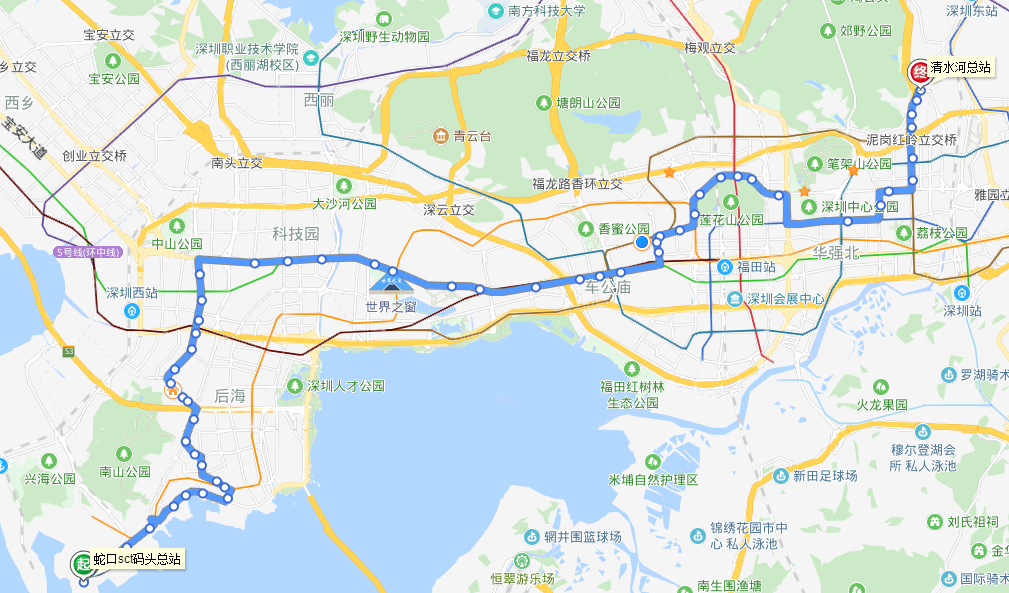 南方科技大学
深圳东站
宝安立交
深圳野生动物园
郊野公园
深圳职业技术学院
(西丽湖校区)
福龙立交桥
梅观立交
宝安公园
清水河总站
终
西乡
西丽
塘朗山公园
宝安大道
青云台
泥岗红岭立交桥
创业立交桥
南头立交
笔架山公园
福龙路香环立交
雅园立
大沙河公园
深云立交
莲花山公园
深圳中心公园
中山公园
科技园
香蜜公园
荔枝公园
5号线(环中线)
华强北
福田站
深圳西站
世界之窗
车公庙
深圳会展中心
深圳站
S3
后海
深圳人才公园
福田红树林
生态公园
罗湖骑术
火龙果园
兴海公园
南山公园
穆尔登湖会
所 私人泳池
米埔自然护理区
新田足球场
锦绣花园市中
心 私人泳池
刘氏祖祠
網井围篮球场
起
蛇口sct码头总站
恒翠游乐场
南生围渔塘
国际骑术